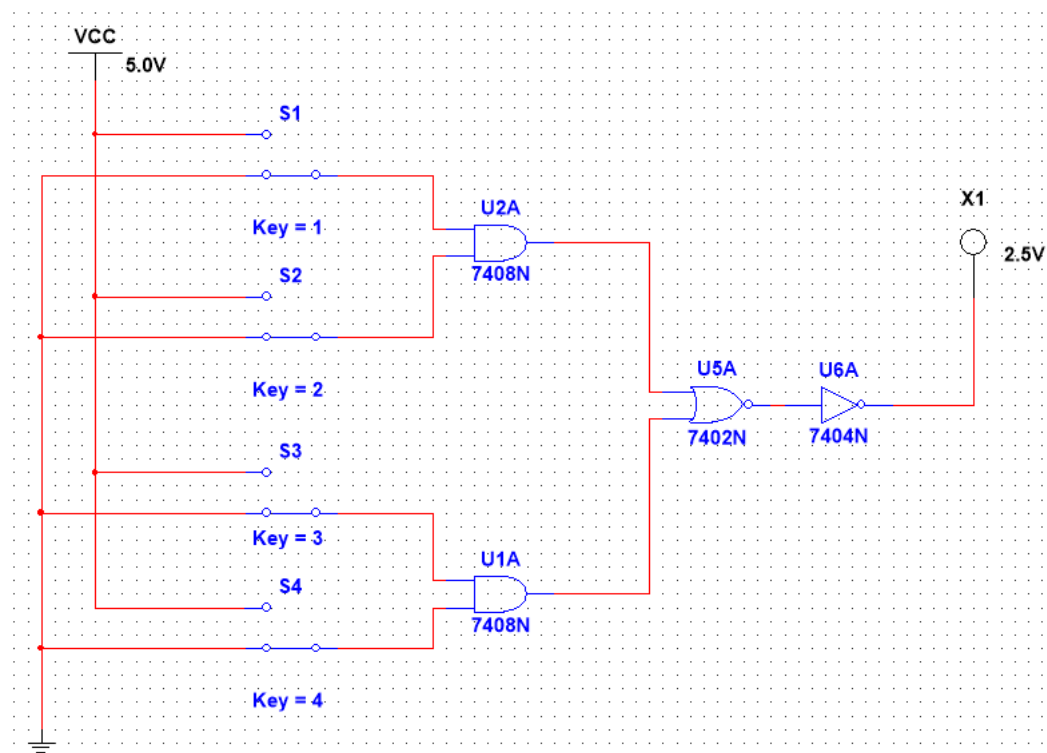 VCC
5.0V
S1
Key = 1
U2A
7408N
X1
2.5V
S2
Key = 2
U5A
7402N
U6A
7404N
S3
Key = 3
U1A
7408N
S4
Key = 4